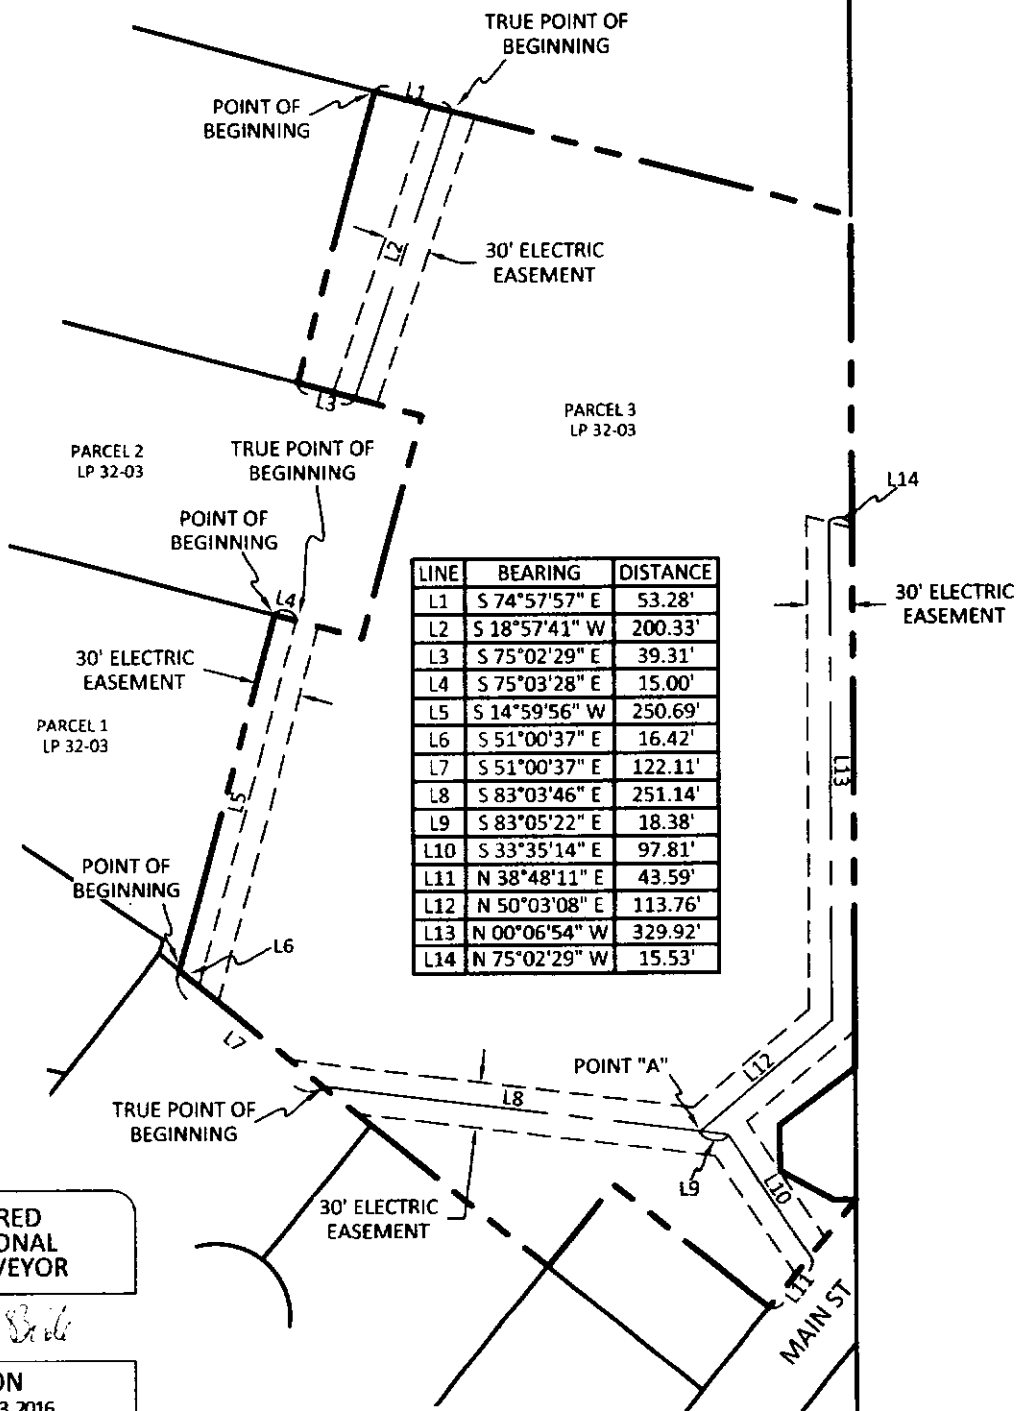 TRUE POINT OF
BEGINNING
POINT OF
BEGINNING
L1
L2
30' ELECTRIC
EASEMENT
L3
PARCEL 3
LP 32-03
PARCEL 2
LP 32-03
TRUE POINT OF
BEGINNING
POINT OF
BEGINNING
L4
L14
30' ELECTRIC
EASEMENT
LINE BEARING DISTANCE
L1 S 74°57'57" E 53.28'
L2 S 18°57'41" W 200.33'
L3 S 75°02'29" E 39.31'
L4 S 75°03'28" E 15.00'
L5 S 14°59'56" W 250.69'
L6 S 51°00'37" E 16.42'
L7 S 51°00'37" E 122.11'
L8 S 83°03'46" E 251.14'
L9 S 83°05'22" E 18.38'
L10 S 33°35'14" E 97.81'
L11 N 38°48'11" E 43.59'
L12 N 50°03'08" E 113.76'
L13 N 00°06'54" W 329.92'
L14 N 75°02'29" W 15.53'
30' ELECTRIC
EASEMENT
PARCEL 1
LP 32-03
L5
L13
POINT OF
BEGINNING
L6
L7
POINT "A"
L12
L8
TRUE POINT OF
BEGINNING
L9
L10
30' ELECTRIC
EASEMENT
L11
MAIN ST
RED
ONAL
VEYOR
ON
3 2016